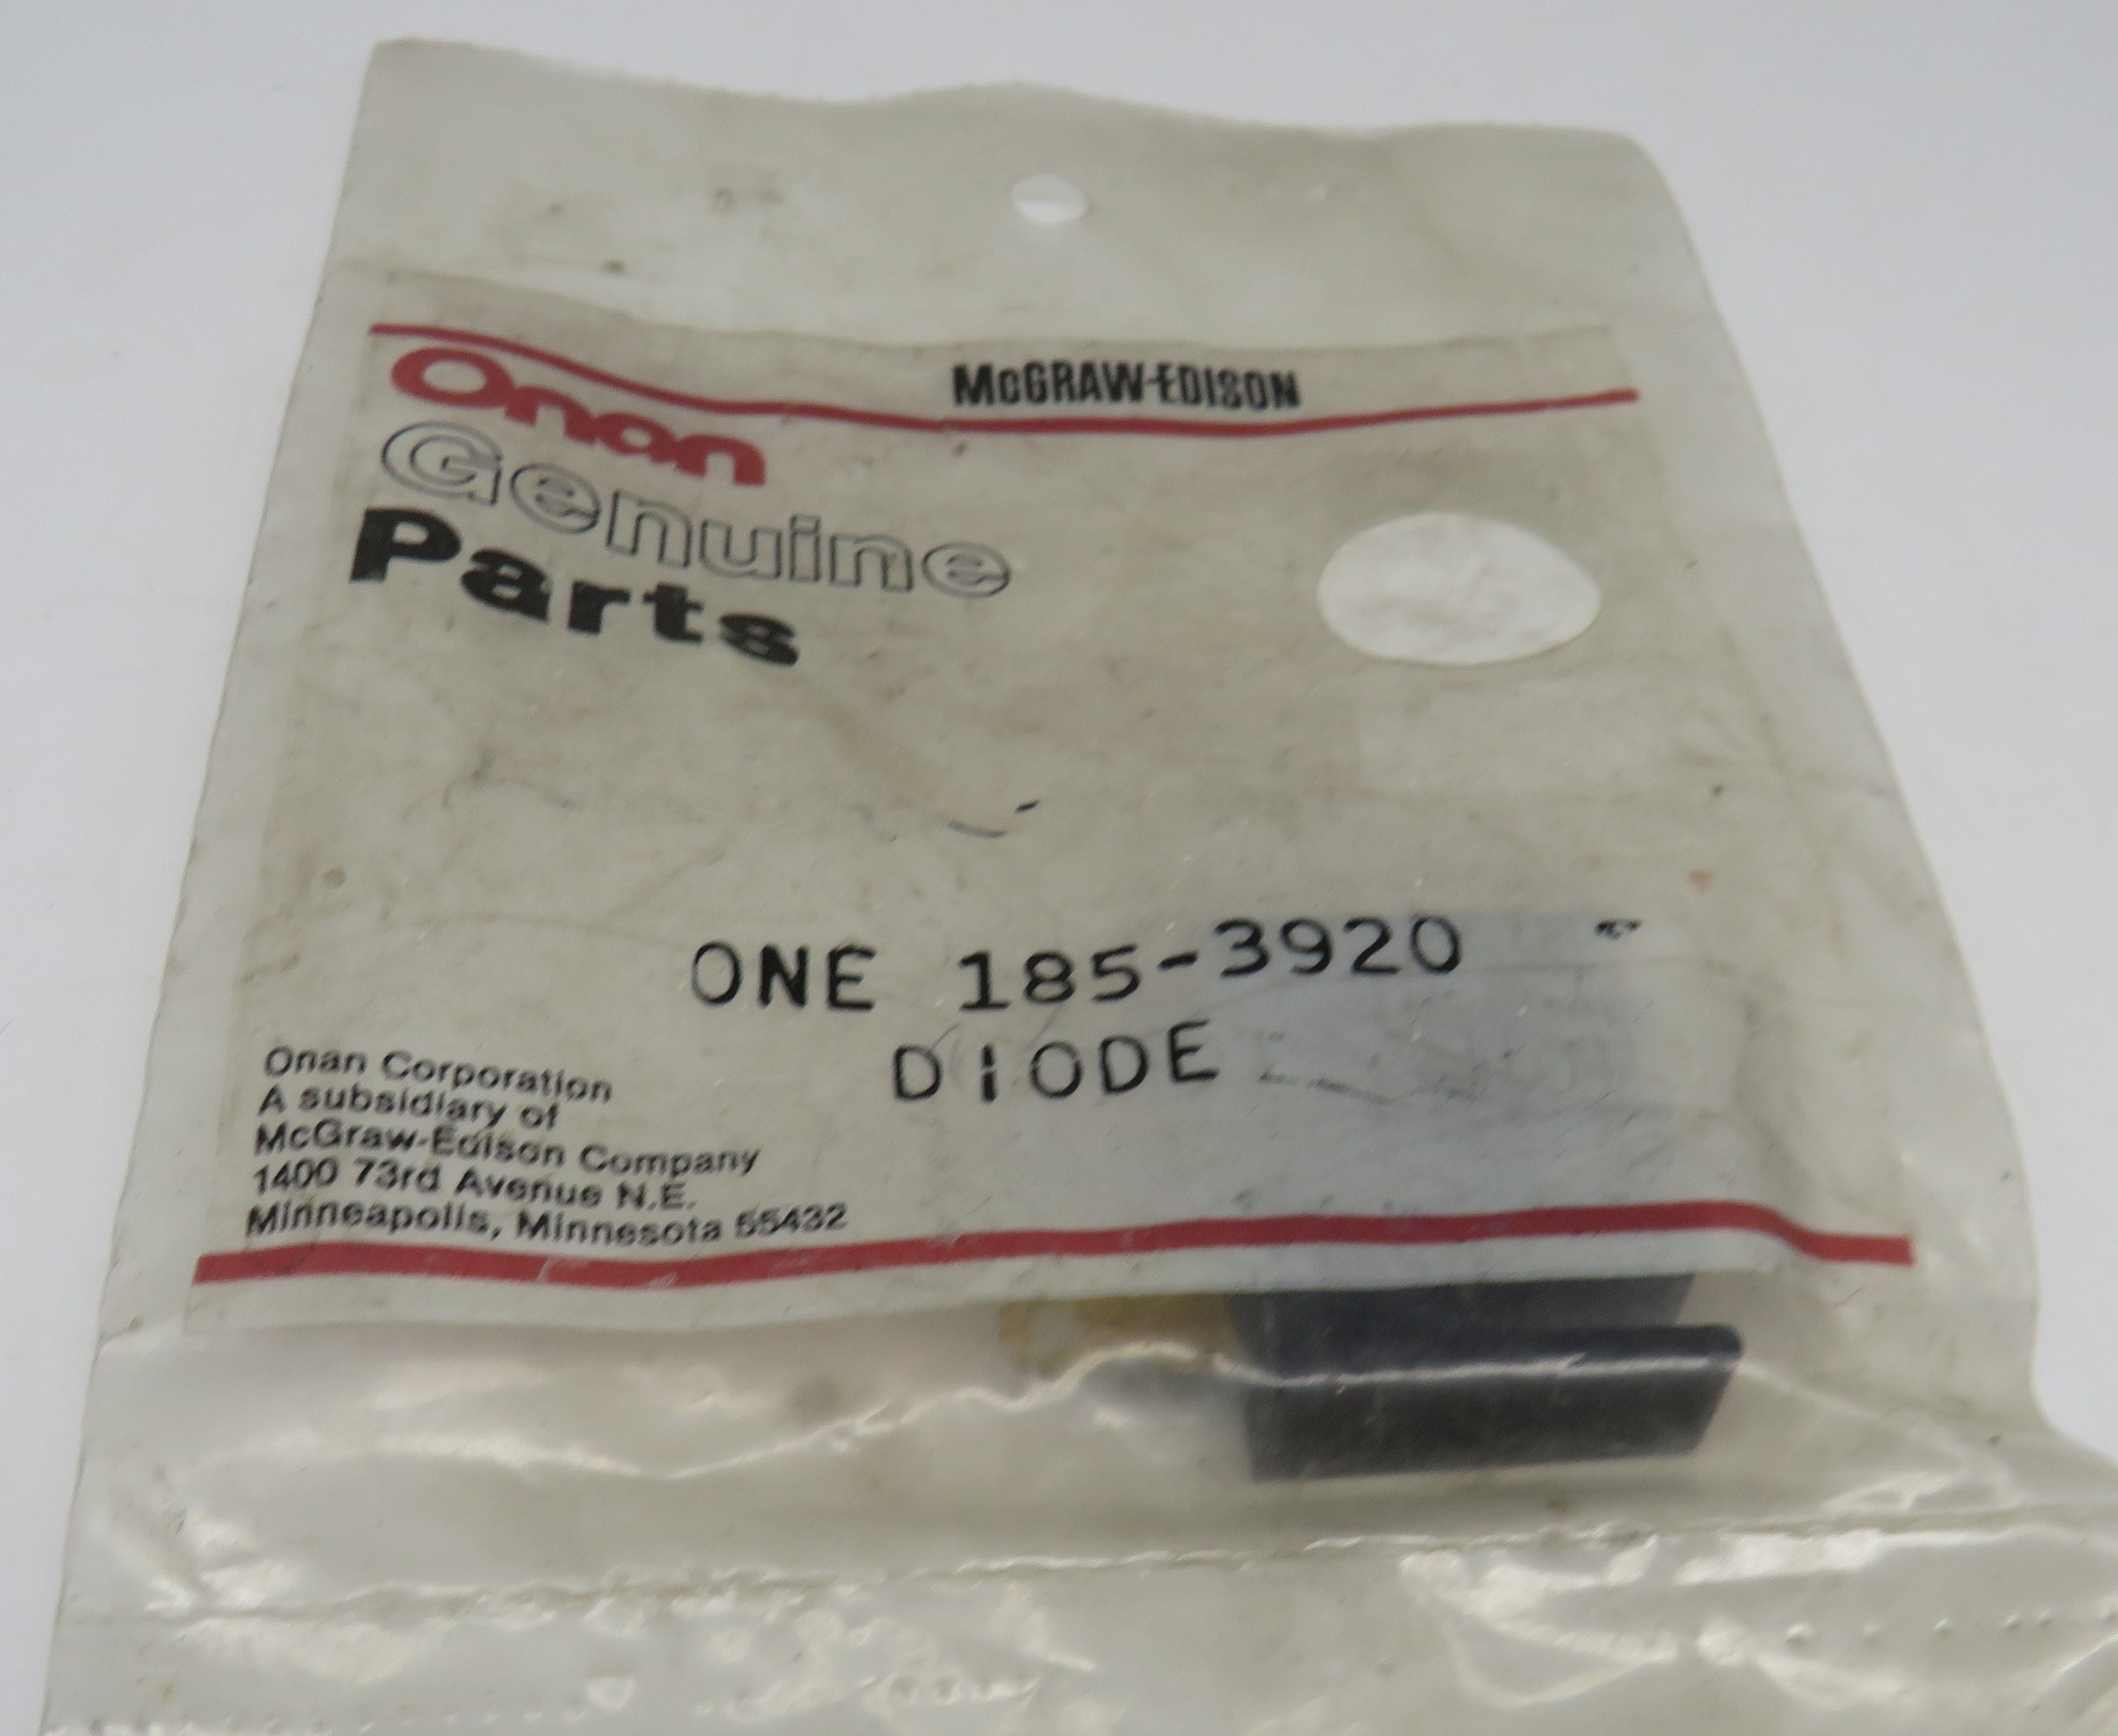 McGRAW-EDISON
Onan
Genuine
Parts
ONE 185-3920
DIODE
Onan Corporation
A subsidiary of
McGraw-Edison Company
1400 73rd Avenue N.E.
Minneapolis, Minnesota 55432